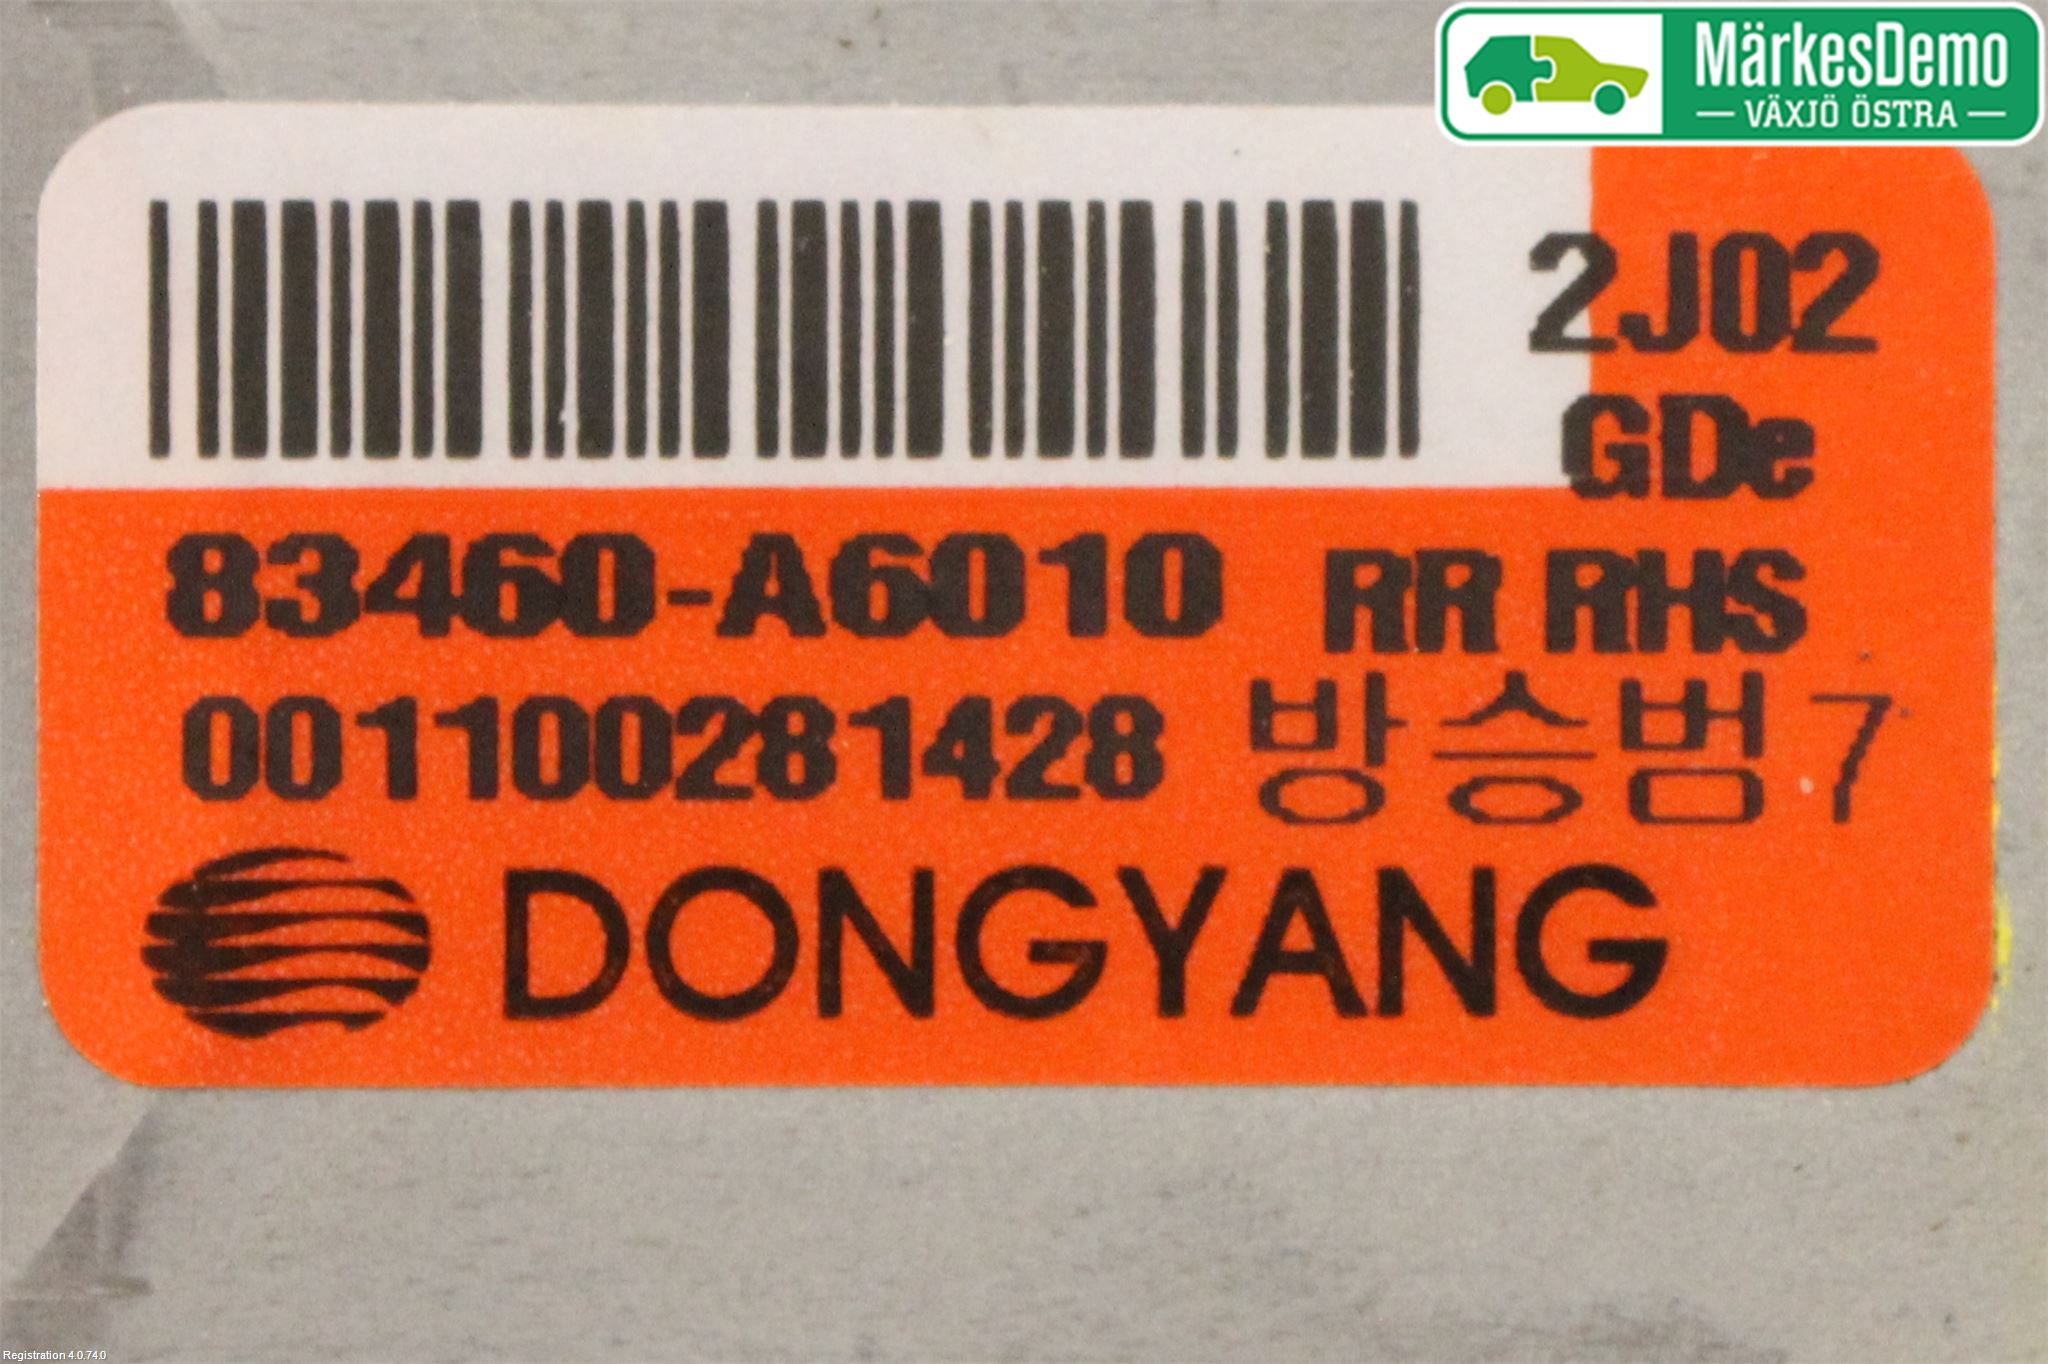 MärkesDemo
VÄXJÖ ÖSTRA
2J02
GDe
83460-A6010 RR RHS
001100281428 방승범7
DONGYANG
Registration 4.0.74.0